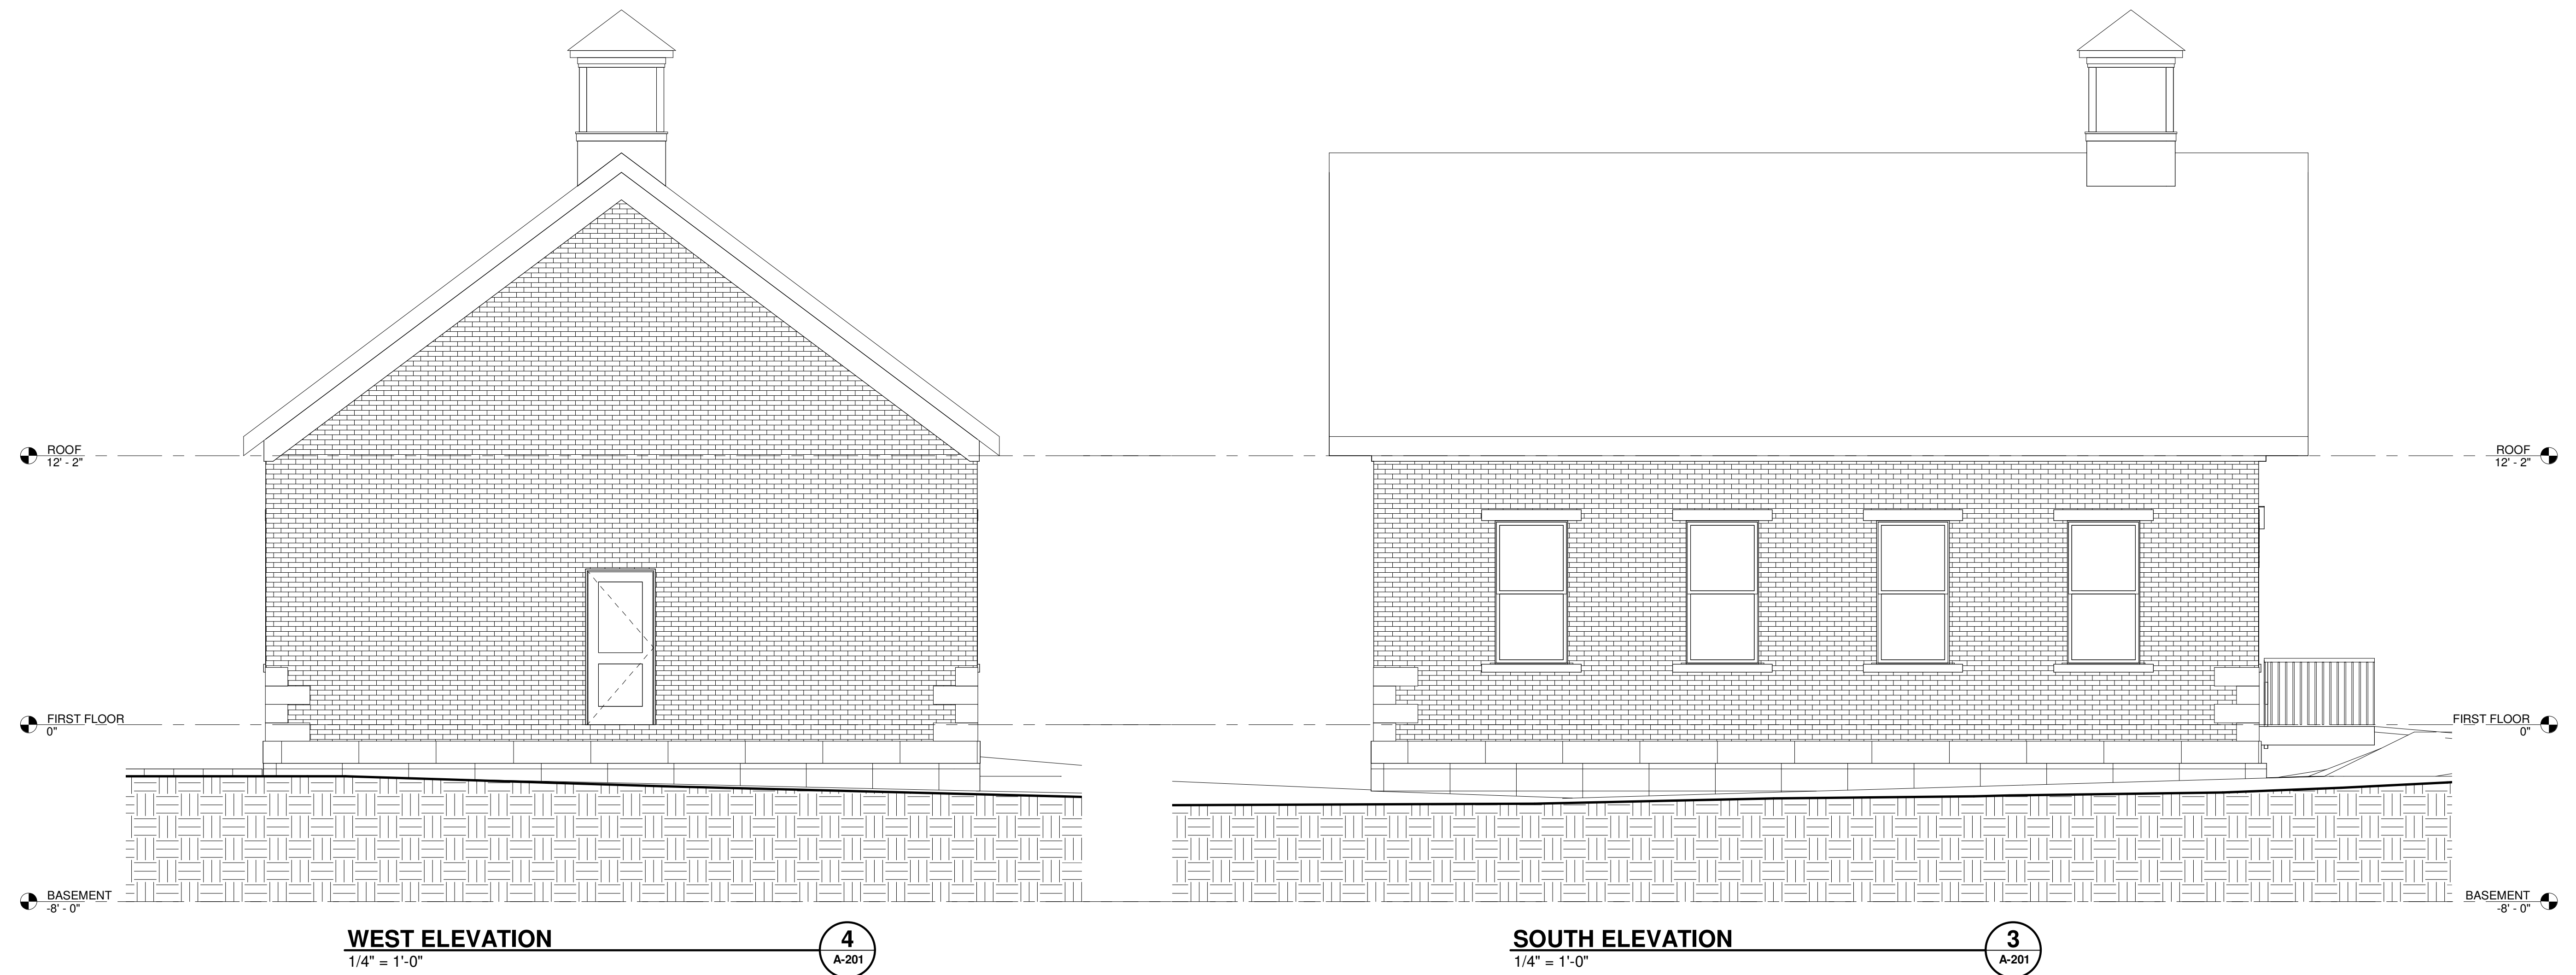 ROOF
12' - 2"
FIRST FLOOR
0"
BASEMENT
-8' - 0"
WEST ELEVATION
1/4" = 1'-0"
4
A-201
ROOF
12' - 2"
FIRST FLOOR
0"
BASEMENT
-8' - 0"
SOUTH ELEVATION
1/4" = 1'-0"
3
A-201